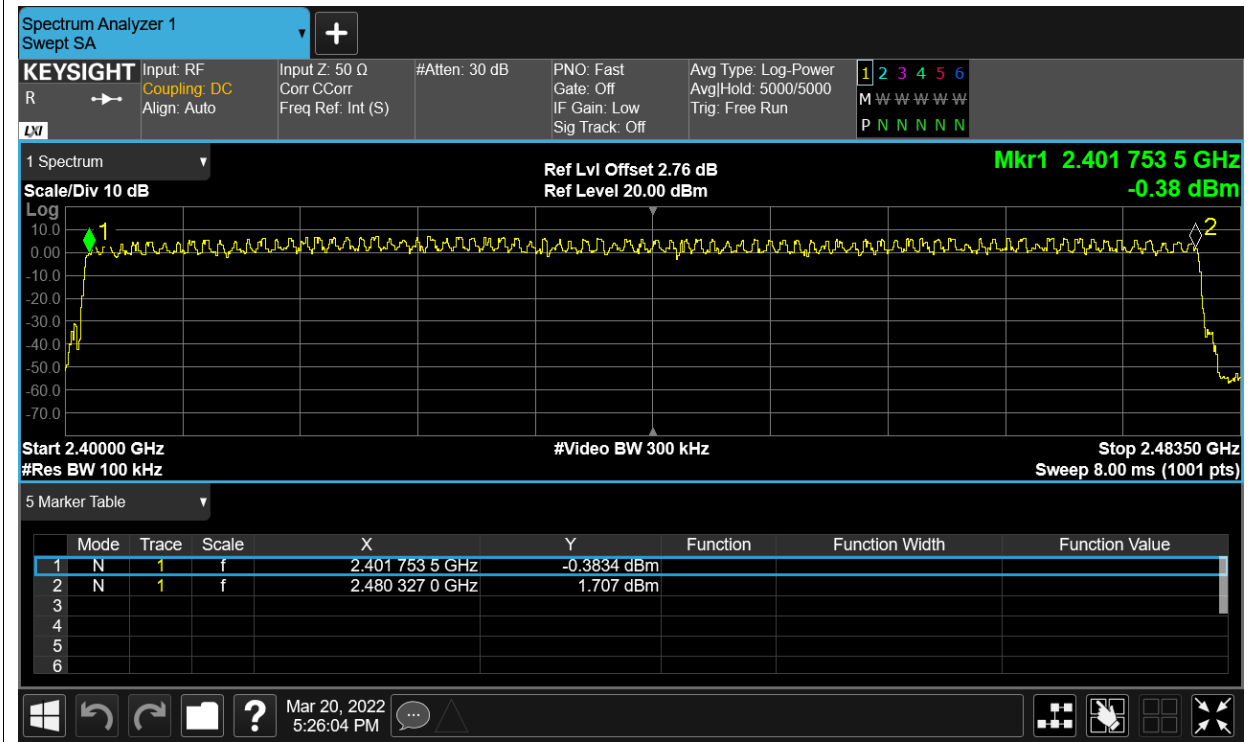 Spectrum Analyzer 1
Swept SA
KEYSIGHT
R
LXI
Input: RF
Coupling: DC
Align: Auto
Input Z: 50 Ω
Corr CCorr
Freq Ref: Int (S)
#Atten: 30 dB
PNO: Fast
Gate: Off
IF Gain: Low
Sig Track: Off
Avg Type: Log-Power
Avg|Hold: 5000/5000
Trig: Free Run
1 2 3 4 5 6
M W W W W W
P N N N N N
1 Spectrum
Scale/Div 10 dB
Ref Lvl Offset 2.76 dB
Ref Level 20.00 dBm
Mkr1 2.401 753 5 GHz
-0.38 dBm
Log
10.0
0.00
-10.0
-20.0
-30.0
-40.0
-50.0
-60.0
-70.0
1
2
Start 2.40000 GHz
#Video BW 300 kHz
Stop 2.48350 GHz
#Res BW 100 kHz
Sweep 8.00 ms (1001 pts)
5 Marker Table
Mode Trace Scale X Y Function Function Width Function Value
1 N 1 f 2.401 753 5 GHz -0.3834 dBm
2 N 1 f 2.480 327 0 GHz 1.707 dBm
3
4
5
6
?
Mar 20, 2022
5:26:04 PM